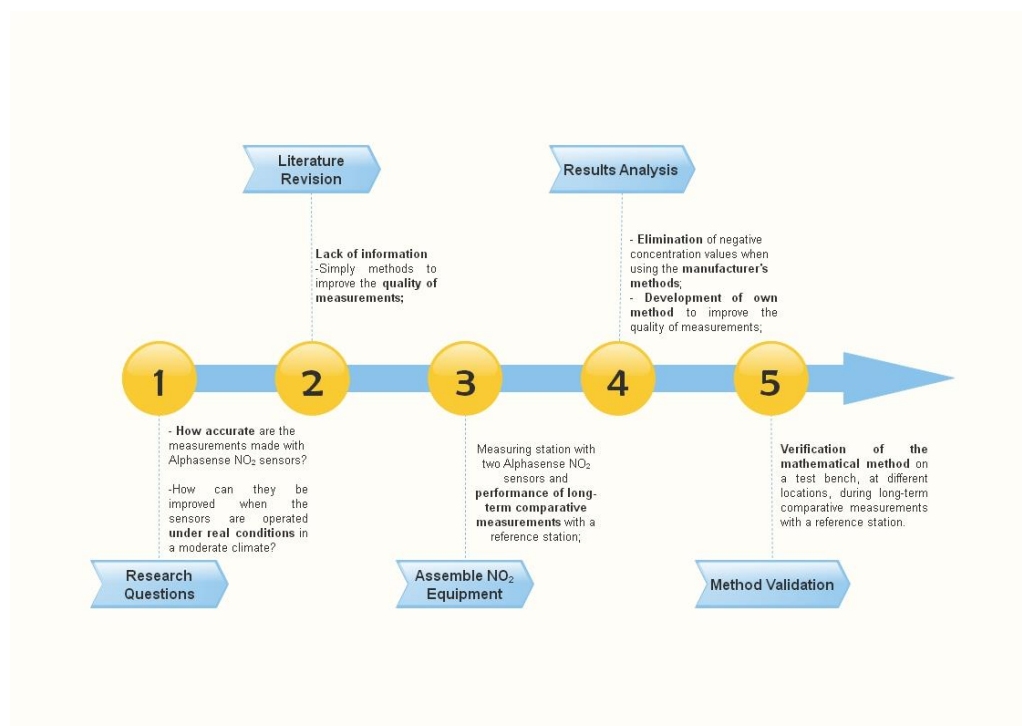 Literature
Revision
Results Analysis
Lack of information
-Simply methods to
improve the quality of
measurements;
- Elimination of negative
concentration values when
using the manufacturer's
methods;
- Development of own
method to improve the
quality of measurements;
1
2
3
4
5
- How accurate are the
measurements made with
Alphasense NO₂ sensors?
-How can they be
improved when the
sensors are operated
under real conditions in
a moderate climate?
Measuring station with
two Alphasense NO₂
sensors and
performance of long-
term comparative
measurements with a
reference station;
Verification of the
mathematical method on
a test bench, at different
locations, during long-term
comparative measurements
with a reference station.
Research
Questions
Assemble NO₂
Equipment
Method Validation